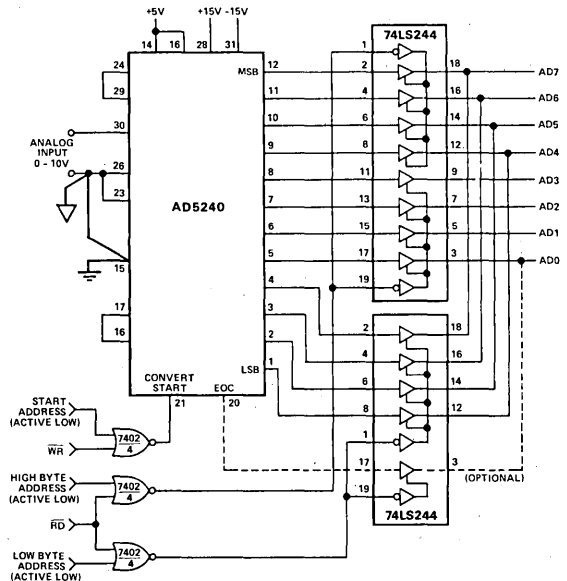 +5V
+15V -15V
14
16
28
31
74LS244
24
29
30
26
23
15
17
16
ANALOG
INPUT
0 - 10V
AD5240
MSB
12
11
10
9
8
7
6
5
4
3
2
LSB
1
CONVERT
START
21
EOC
20
1
2
4
6
8
11
13
15
17
19
18
16
14
12
9
7
5
3
AD7
AD6
AD5
AD4
AD3
AD2
AD1
AD0
2
4
6
8
1
17
19
18
16
14
12
3
(OPTIONAL)
74LS244
START
ADDRESS
(ACTIVE LOW)
WR
7402
4
HIGH BYTE
ADDRESS
(ACTIVE LOW)
7402
4
RD
LOW BYTE
ADDRESS
(ACTIVE LOW)
7402
4